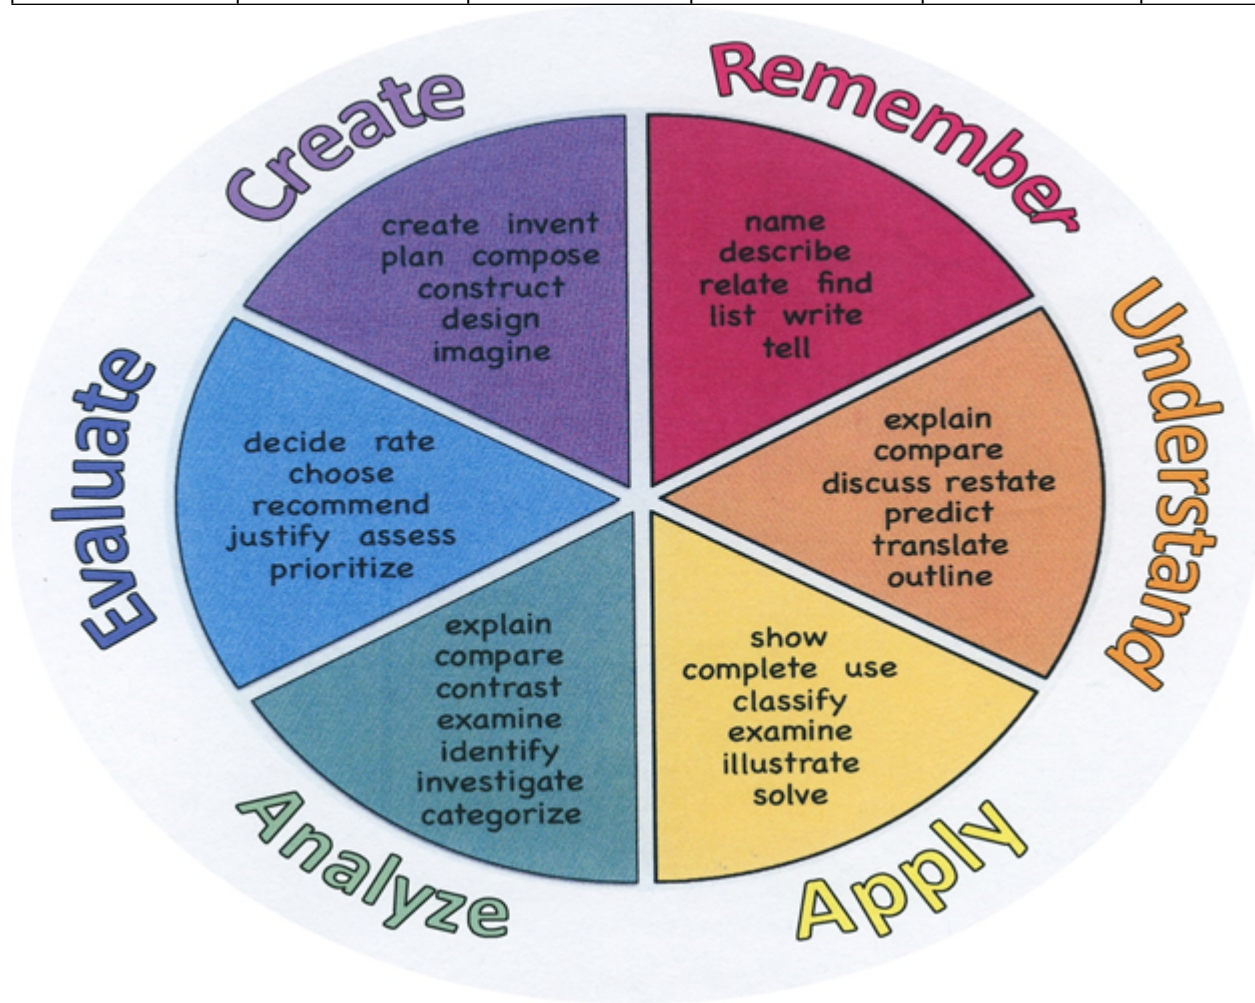 Remember
name
describe
relate find
list write
tell
Understand
explain
compare
discuss restate
predict
translate
outline
Apply
show
complete use
classify
examine
illustrate
solve
Analyze
explain
compare
contrast
examine
identify
investigate
categorize
Evaluate
decide rate
choose
recommend
justify assess
prioritize
Create
create invent
plan compose
construct
design
imagine